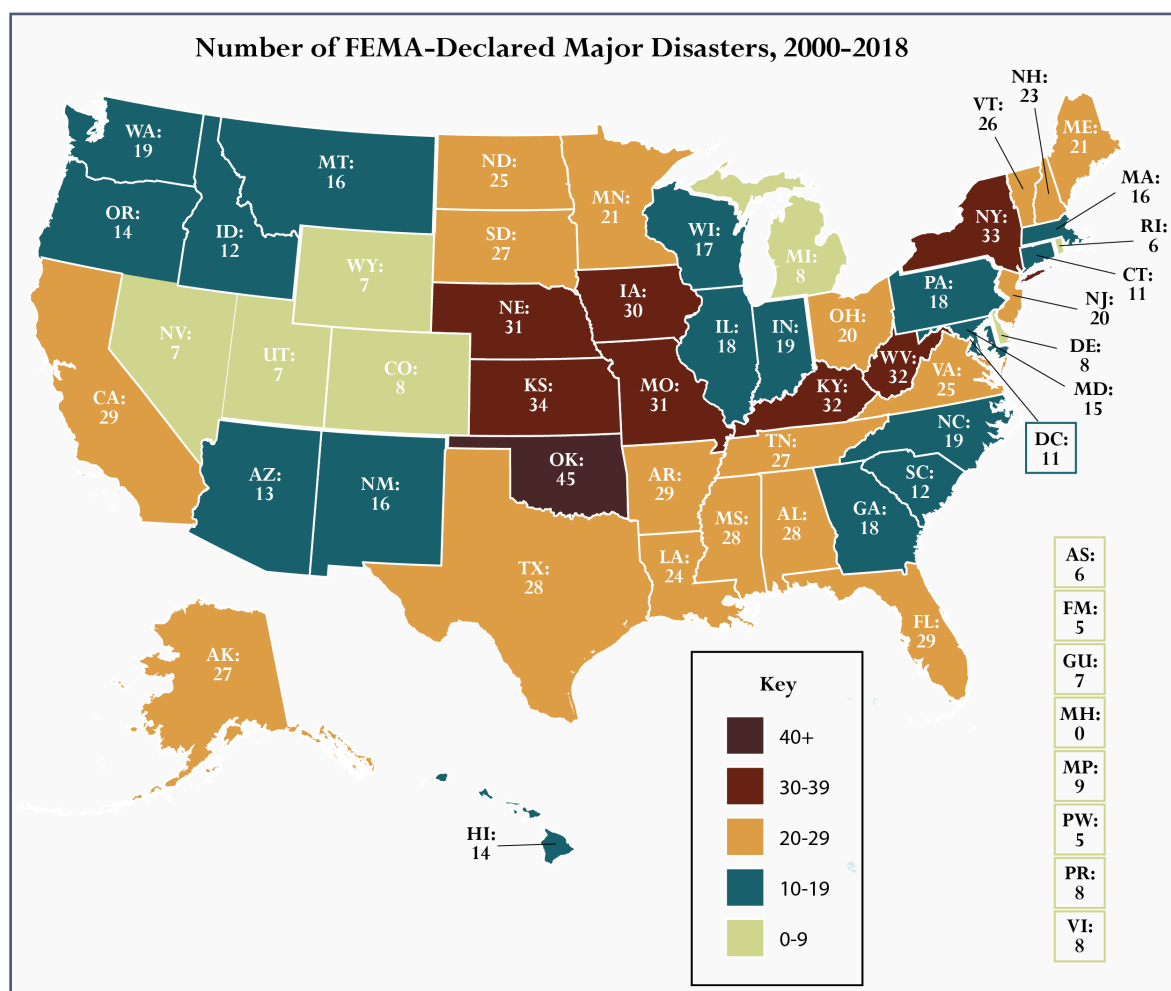 Number of FEMA-Declared Major Disasters, 2000-2018
NH:
23
VT:
26
ME:
21
WA:
19
MT:
16
ND:
25
MN:
21
MA:
16
OR:
14
ID:
12
SD:
27
WI:
17
NY:
33
RI:
6
WY:
7
MI:
8
CT:
11
NE:
31
IA:
30
PA:
18
NJ:
20
NV:
7
UT:
7
CO:
8
IL:
18
IN:
19
OH:
20
DE:
8
CA:
29
KS:
34
MO:
31
KY:
32
WV:
32
VA:
25
MD:
15
AZ:
13
NM:
16
OK:
45
AR:
29
TN:
27
NC:
19
DC:
11
SC:
12
MS:
28
AL:
28
GA:
18
TX:
28
LA:
24
FL:
29
AK:
27
HI:
14
Key
40+
30-39
20-29
10-19
0-9
AS:
6
FM:
5
GU:
7
MH:
0
MP:
9
PW:
5
PR:
8
VI:
8